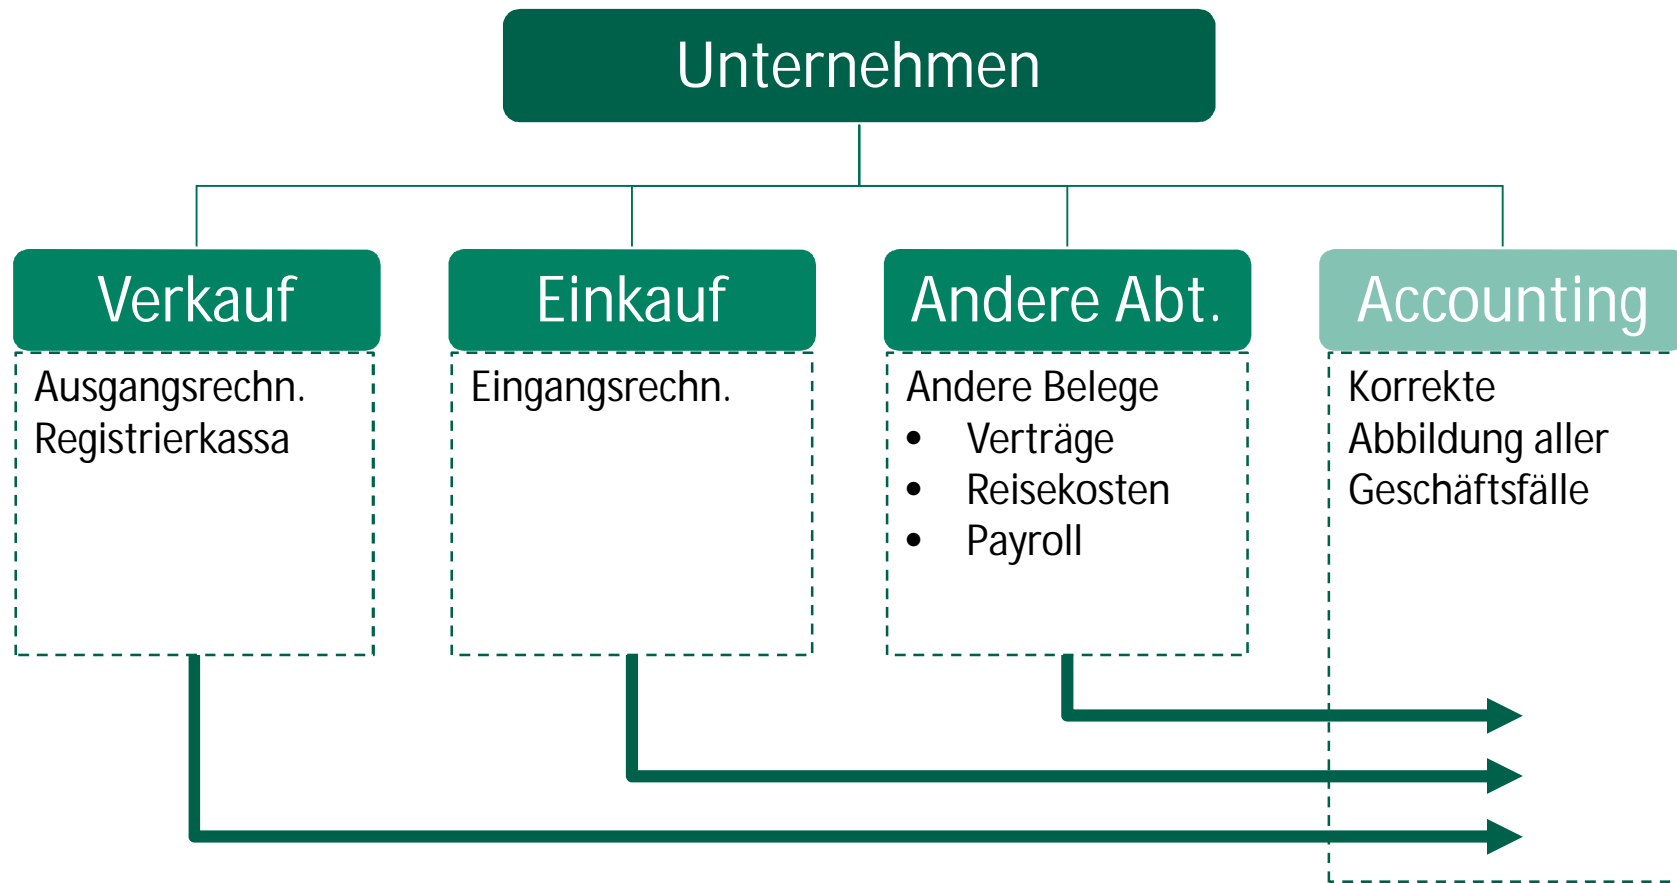 Unternehmen
Verkauf
Ausgangsrechn.
Registrierkassa
Einkauf
Eingangsrechn.
Andere Abt.
Andere Belege
• Verträge
• Reisekosten
• Payroll
Accounting
Korrekte
Abbildung aller
Geschäftsfälle